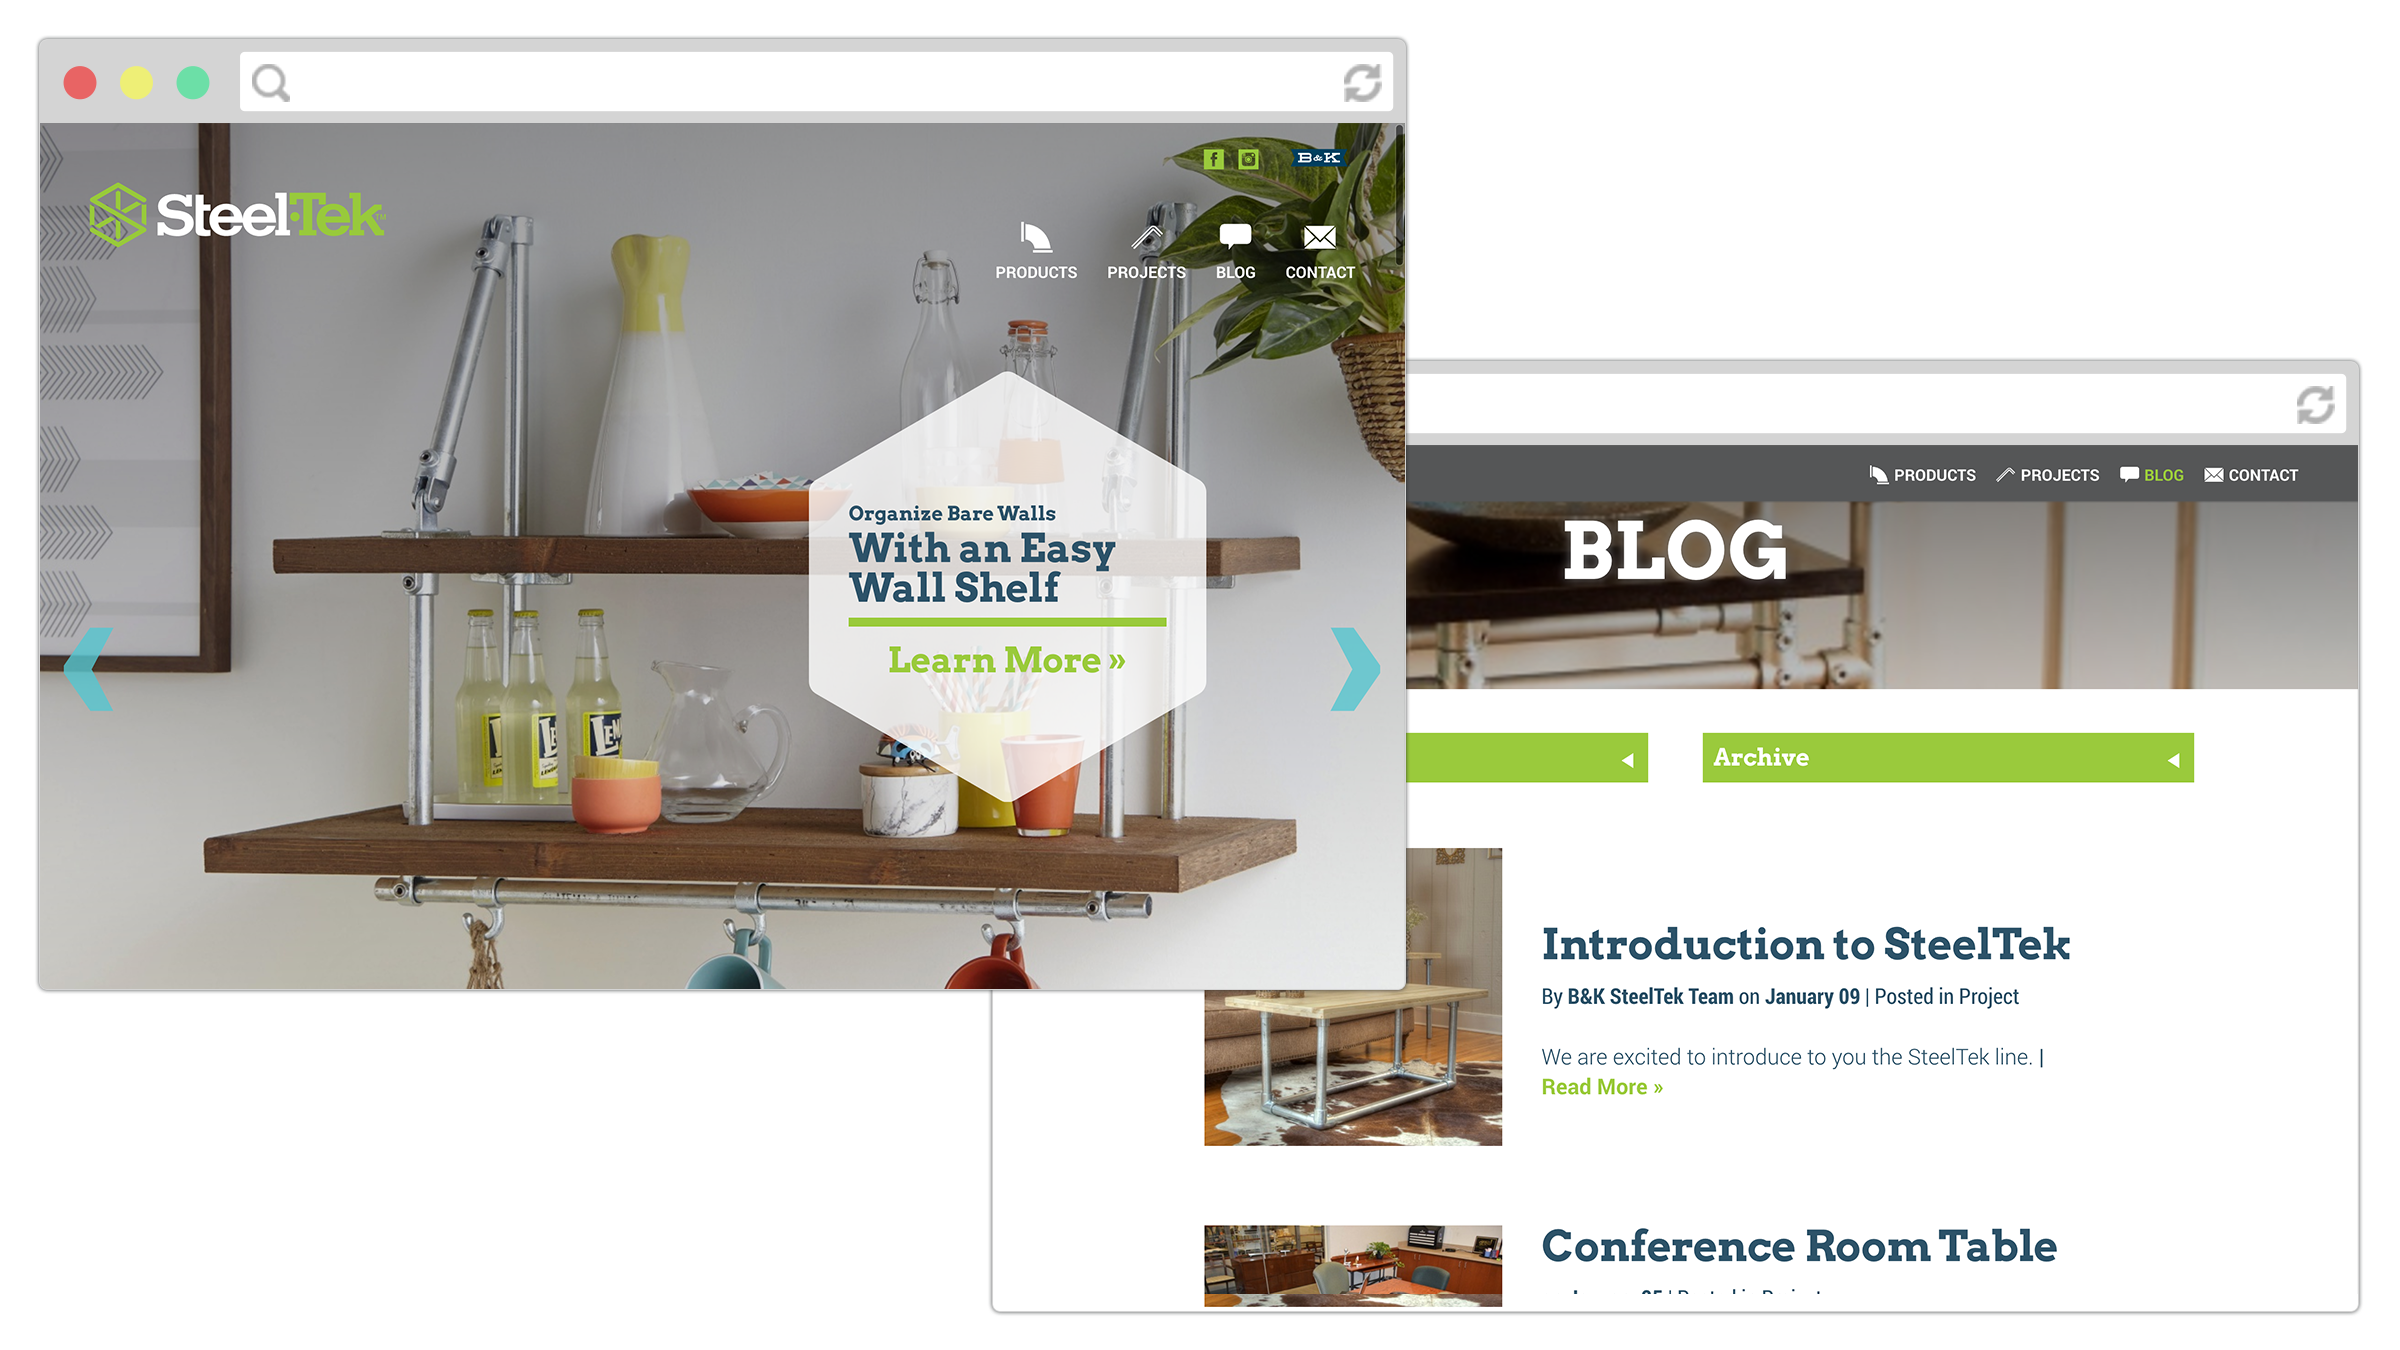 B&K
Steel·Tek™
PRODUCTS PROJECTS BLOG CONTACT
Organize Bare Walls
With an Easy
Wall Shelf
Learn More »
PRODUCTS PROJECTS BLOG CONTACT
BLOG
Archive
Introduction to SteelTek
By B&K SteelTek Team on January 09 | Posted in Project
We are excited to introduce to you the SteelTek line. |
Read More »
Conference Room Table